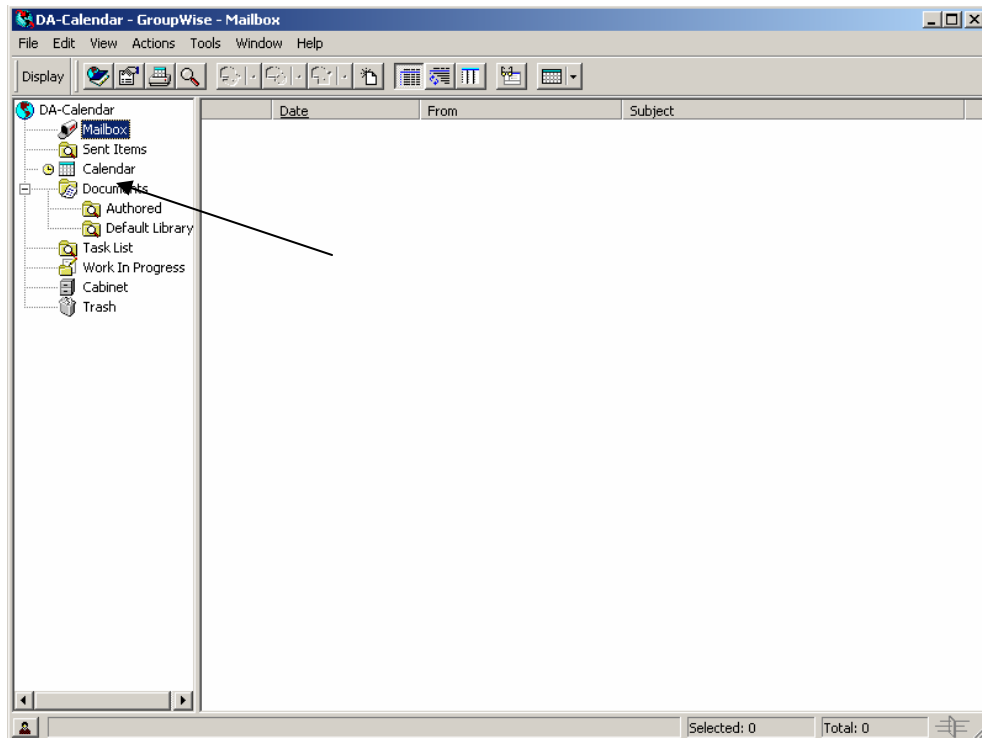 DA-Calendar - GroupWise - Mailbox
File Edit View Actions Tools Window Help
Display
DA-Calendar
Date From Subject
Mailbox
Sent Items
Calendar
Documents
Authored
Default Library
Task List
Work In Progress
Cabinet
Trash
Selected: 0 Total: 0